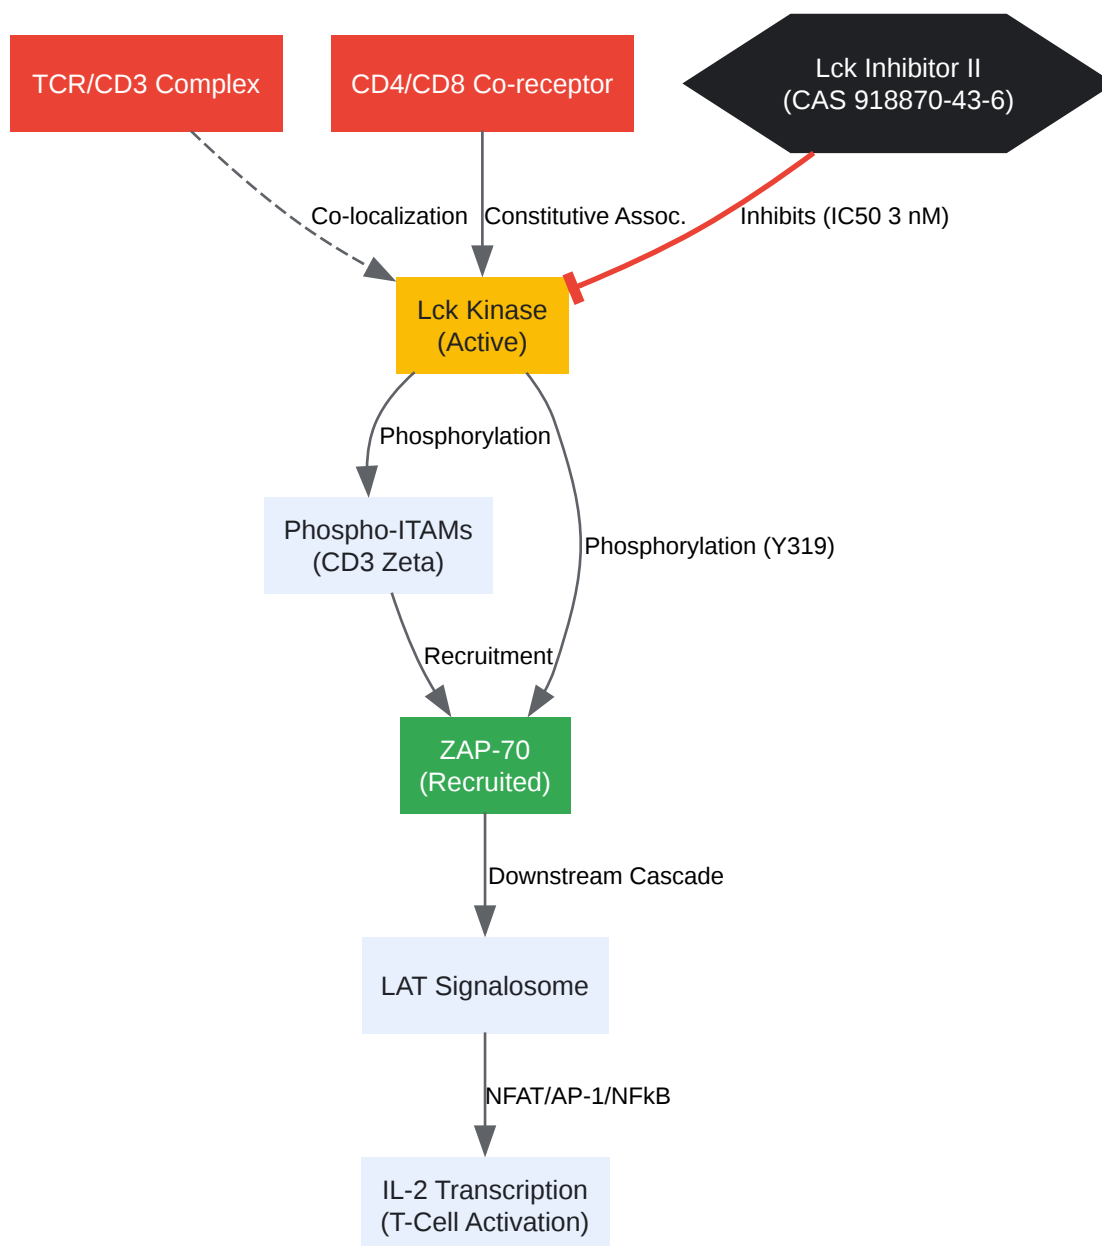 TCR/CD3 Complex
CD4/CD8 Co-receptor
Lck Inhibitor II
(CAS 918870-43-6)
Co-localization
Constitutive Assoc.
Inhibits (IC50 3 nM)
Lck Kinase
(Active)
Phosphorylation
Phospho-ITAMs
(CD3 Zeta)
Phosphorylation (Y319)
Recruitment
ZAP-70
(Recruited)
Downstream Cascade
LAT Signalosome
NFAT/AP-1/NFkB
IL-2 Transcription
(T-Cell Activation)